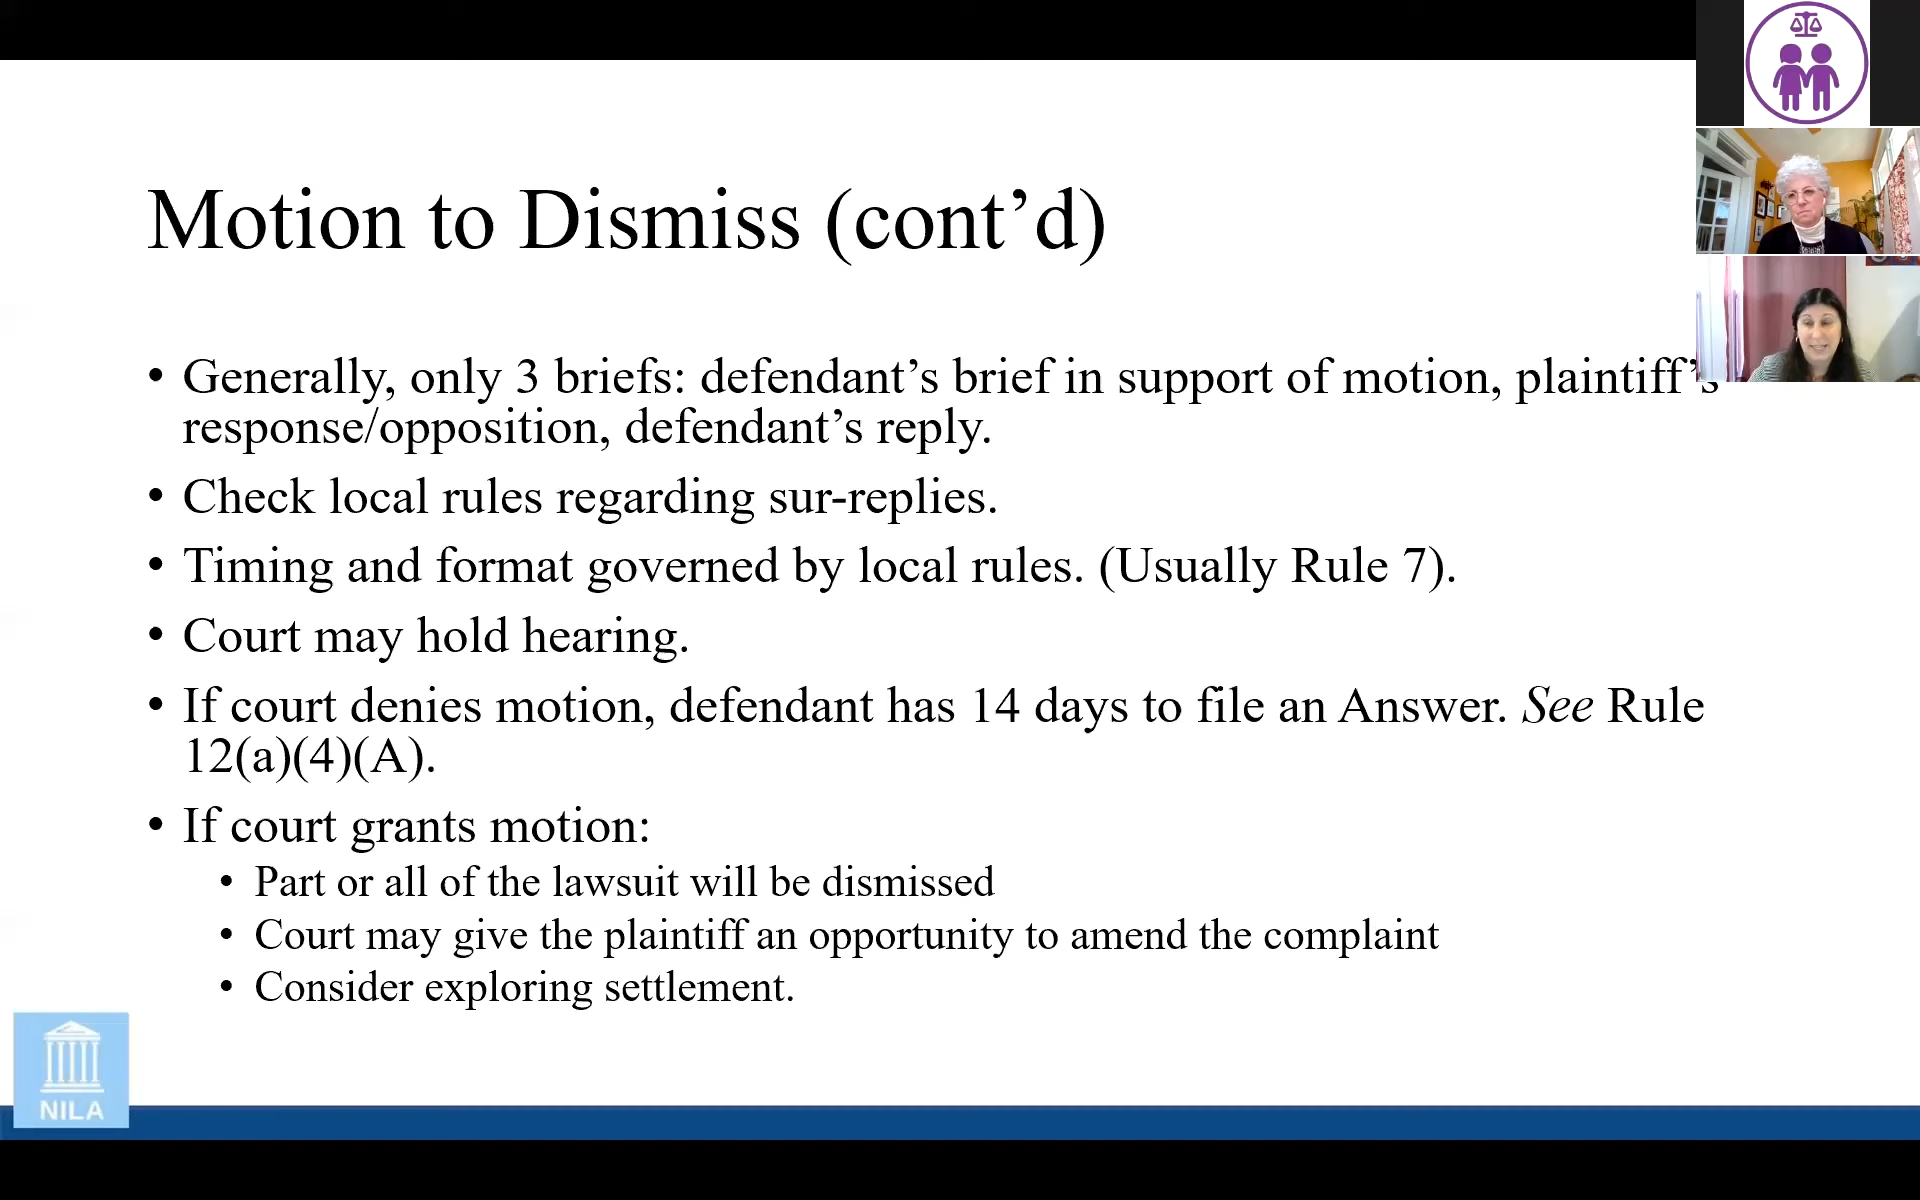 Motion to Dismiss (cont’d)
• Generally, only 3 briefs: defendant’s brief in support of motion, plaintiff’s
response/opposition, defendant’s reply.
• Check local rules regarding sur-replies.
• Timing and format governed by local rules. (Usually Rule 7).
• Court may hold hearing.
• If court denies motion, defendant has 14 days to file an Answer. See Rule
12(a)(4)(A).
• If court grants motion:
• Part or all of the lawsuit will be dismissed
• Court may give the plaintiff an opportunity to amend the complaint
• Consider exploring settlement.
NILA